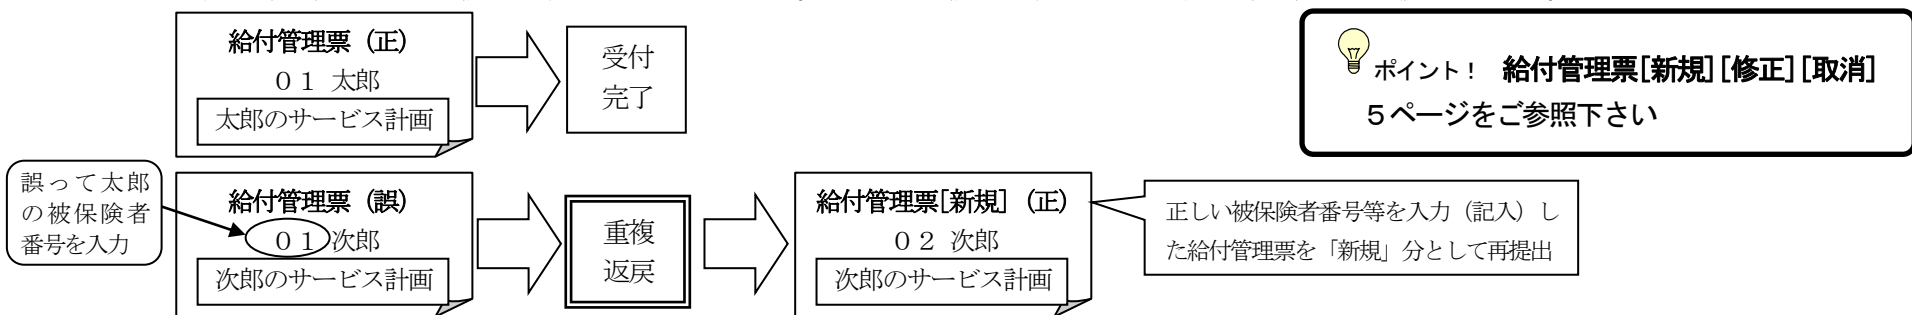 給付管理票（正）
０１ 太郎
太郎のサービス計画
受付
完了
ポイント！ 給付管理票[新規][修正][取消]
５ページをご参照下さい
誤って太郎
の被保険者
番号を入力
給付管理票（誤）
０１次郎
次郎のサービス計画
重複
返戻
給付管理票[新規]（正）
０２ 次郎
次郎のサービス計画
正しい被保険者番号等を入力（記入）し
た給付管理票を「新規」分として再提出